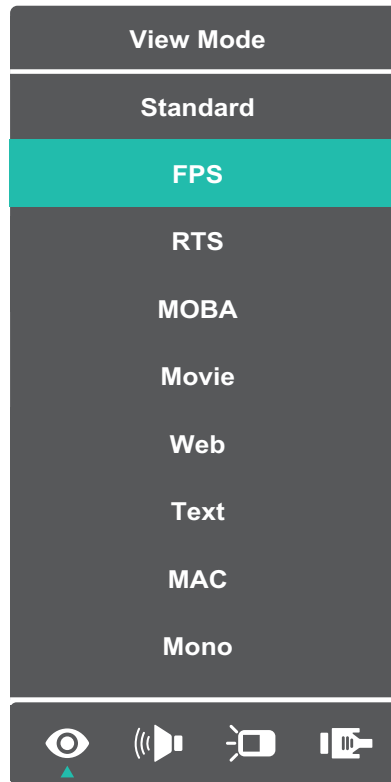 View Mode
Standard
FPS
RTS
MOBA
Movie
Web
Text
MAC
Mono